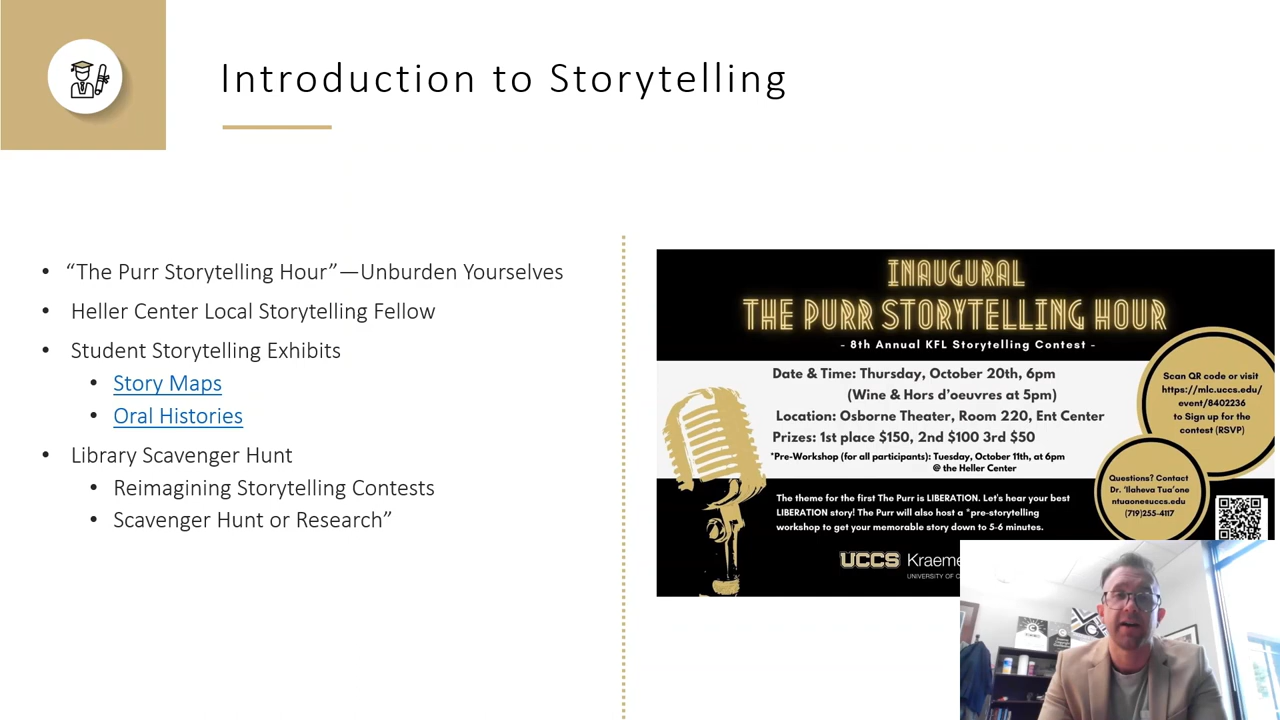 Introduction to Storytelling
• “The Purr Storytelling Hour”—Unburden Yourselves
• Heller Center Local Storytelling Fellow
• Student Storytelling Exhibits
• Story Maps
• Oral Histories
• Library Scavenger Hunt
• Reimagining Storytelling Contests
• Scavenger Hunt or Research”
INAUGURAL
THE PURR STORYTELLING HOUR
- 8th Annual KFL Storytelling Contest -
Date & Time: Thursday, October 20th, 6pm
(Wine & Hors d’oeuvres at 5pm)
Location: Osborne Theater, Room 220, Ent Center
Prizes: 1st place $150, 2nd $100 3rd $50
*Pre-Workshop (for all participants): Tuesday, October 11th, at 6pm
@ the Heller Center
The theme for the first The Purr is LIBERATION. Let's hear your best
LIBERATION story! The Purr will also host a *pre-storytelling
workshop to get your memorable story down to 5-6 minutes.
Scan QR code or visit
https://mlc.uccs.edu/
event/8402236
to Sign up for the
contest (RSVP)
Questions? Contact
Dr. ‘Ilaheva Tua’one
ntuaone@uccs.edu
(719)255-4117
UCCS